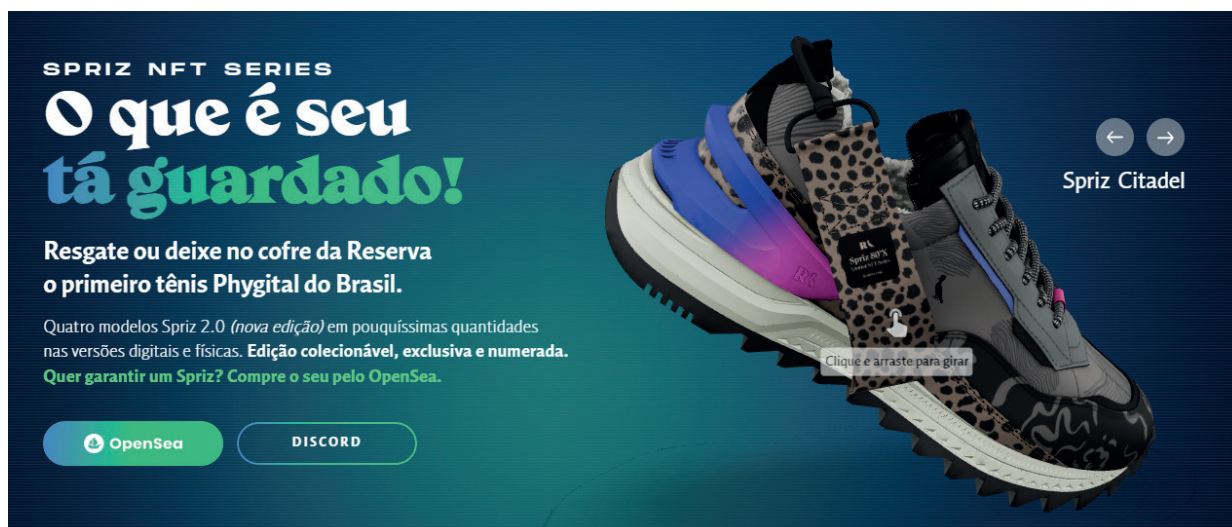 SPRIZ NFT SERIES
O que é seu
tá guardado!
Resgate ou deixe no cofre da Reserva
o primeiro tênis Phygital do Brasil.
Quatro modelos Spriz 2.0 (nova edição) em pouquíssimas quantidades
nas versões digitais e físicas. Edição colecionável, exclusiva e numerada.
Quer garantir um Spriz? Compre o seu pelo OpenSea.
OpenSea
DISCORD
Spriz 80'X
Clique e arraste para girar
Spriz Citadel